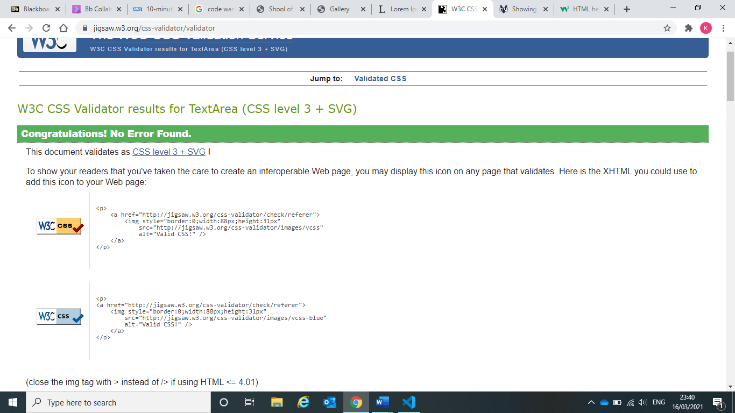 Blackboa
Bb Collab
10-minut
code war
Shool of
Gallery
Lorem Ip
W3C CSS
Showing
HTML he
jigsaw.w3.org/css-validator/validator
K
W3C CSS Validator results for TextArea (CSS level 3 + SVG)
Jump to: Validated CSS
W3C CSS Validator results for TextArea (CSS level 3 + SVG)
Congratulations! No Error Found.
This document validates as CSS level 3 + SVG !
To show your readers that you've taken the care to create an interoperable Web page, you may display this icon on any page that validates. Here is the XHTML you could use to
add this icon to your Web page:
W3C css
<p>
<a href="http://jigsaw.w3.org/css-validator/check/referer">
<img style="border:0;width:88px;height:31px"
src="http://jigsaw.w3.org/css-validator/images/vcss"
alt="Valid CSS!" />
</a>
</p>
W3C css
<p>
<a href="http://jigsaw.w3.org/css-validator/check/referer">
<img style="border:0;width:88px;height:31px"
src="http://jigsaw.w3.org/css-validator/images/vcss-blue"
alt="Valid CSS!" />
</a>
</p>
(close the img tag with > instead of /> if using HTML <= 4.01)
Type here to search
ENG
23:40
16/03/2021